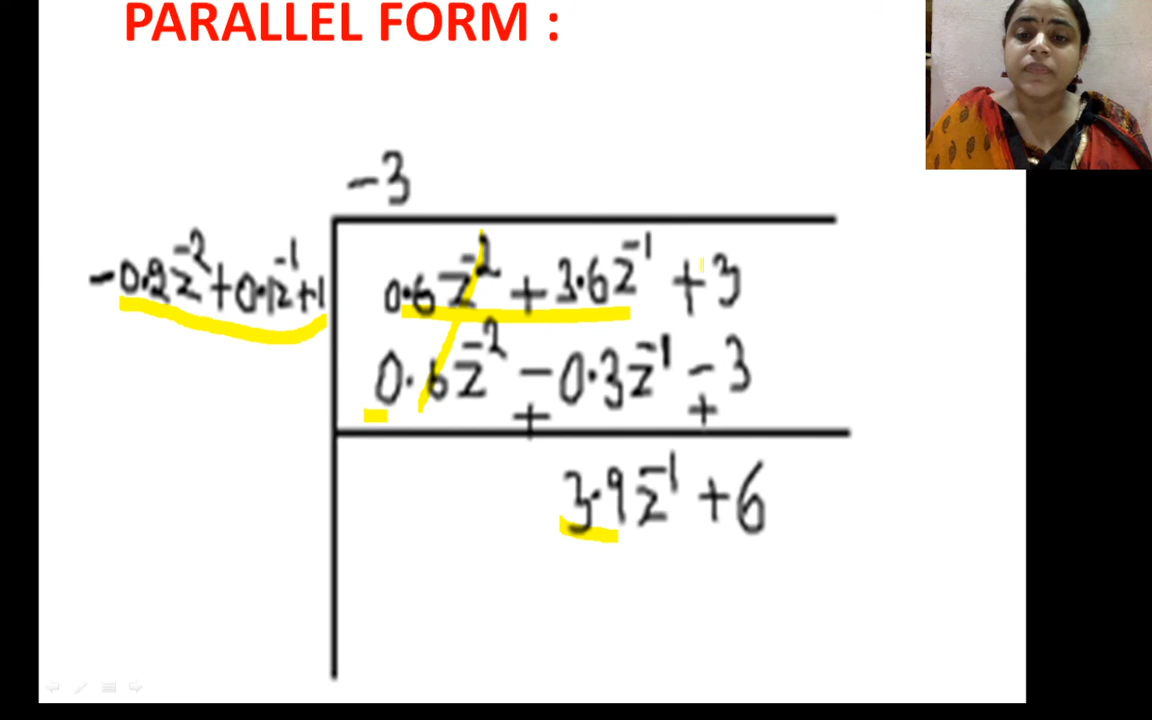 PARALLEL FORM :
-3
-0.2z⁻²+0.1z⁻¹+1
0.6z⁻² + 3.6z⁻¹ + 3
0.6z⁻² - 0.3z⁻¹ - 3
+ +
3.9z⁻¹ + 6